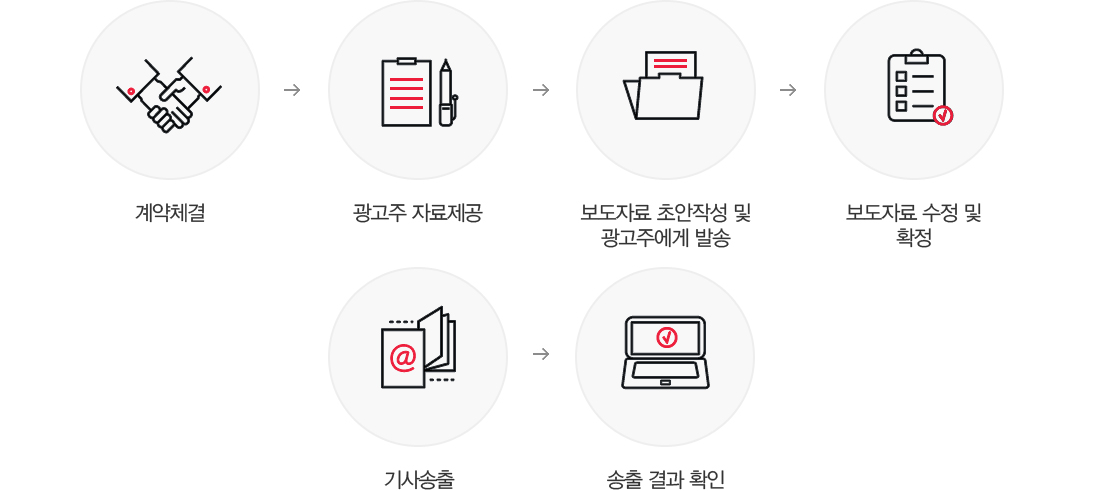 계약체결
광고주 자료제공
보도자료 초안작성 및
광고주에게 발송
보도자료 수정 및
확정
@
기사송출
송출 결과 확인